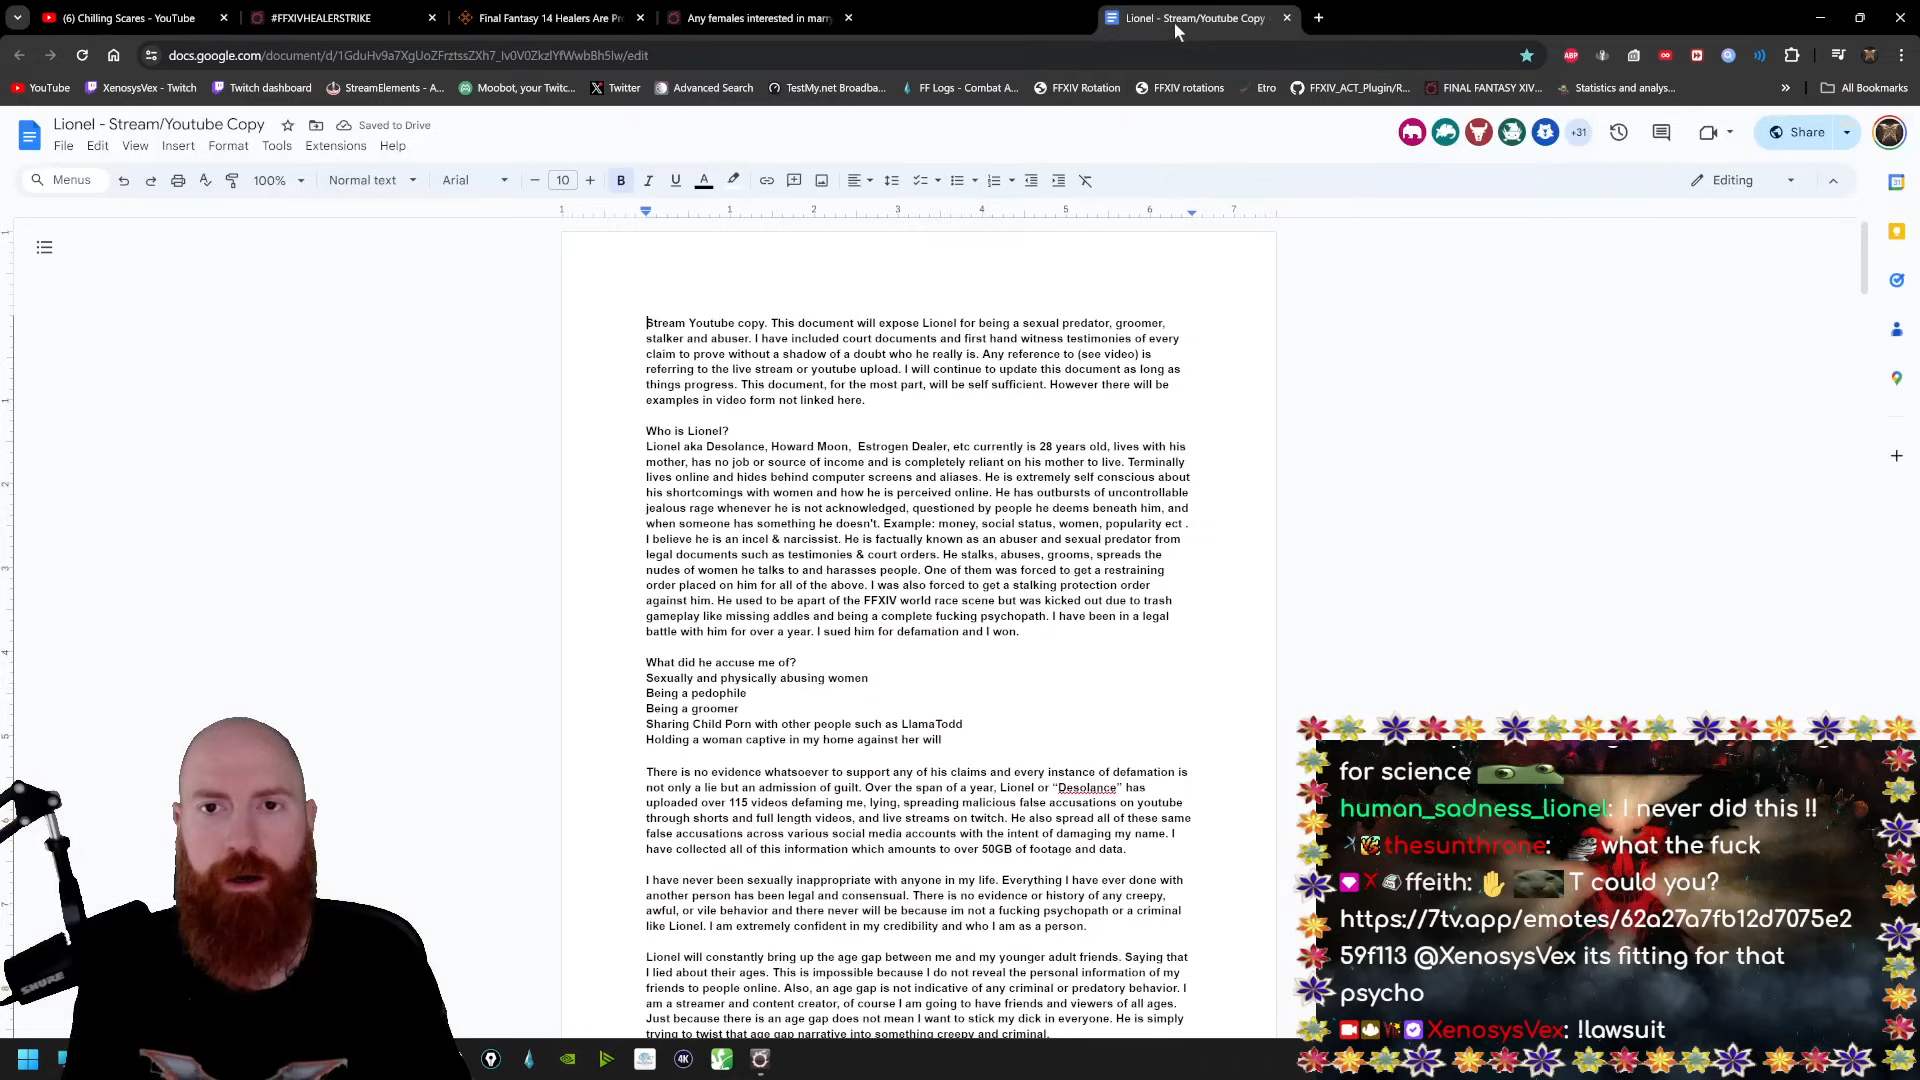 (6) Chilling Scares - YouTube
#FFXIVHEALERSTRIKE
Final Fantasy 14 Healers Are Pr
Any females interested in marr
Lionel - Stream/Youtube Copy
docs.google.com/document/d/1GduHv9a7XgUoZFrztssZXh7_Iv0V0ZkzlYfWwbBh5lw/edit
YouTube
XenosysVex - Twitch
Twitch dashboard
StreamElements - A...
Moobot, your Twitc...
Twitter
Advanced Search
TestMy.net Broadba...
FF Logs - Combat A...
FFXIV Rotation
FFXIV rotations
Etro
FFXIV_ACT_Plugin/R...
FINAL FANTASY XIV...
Statistics and analys...
All Bookmarks
Lionel - Stream/Youtube Copy
Saved to Drive
File Edit View Insert Format Tools Extensions Help
+31
Share
Menus
100%
Normal text
Arial
10
Editing
Stream Youtube copy. This document will expose Lionel for being a sexual predator, groomer,
stalker and abuser. I have included court documents and first hand witness testimonies of every
claim to prove without a shadow of a doubt who he really is. Any reference to (see video) is
referring to the live stream or youtube upload. I will continue to update this document as long as
things progress. This document, for the most part, will be self sufficient. However there will be
examples in video form not linked here.
Who is Lionel?
Lionel aka Desolance, Howard Moon,  Estrogen Dealer, etc currently is 28 years old, lives with his
mother, has no job or source of income and is completely reliant on his mother to live. Terminally
lives online and hides behind computer screens and aliases. He is extremely self conscious about
his shortcomings with women and how he is perceived online. He has outbursts of uncontrollable
jealous rage whenever he is not acknowledged, questioned by people he deems beneath him, and
when someone has something he doesn't. Example: money, social status, women, popularity ect .
I believe he is an incel & narcissist. He is factually known as an abuser and sexual predator from
legal documents such as testimonies & court orders. He stalks, abuses, grooms, spreads the
nudes of women he talks to and harasses people. One of them was forced to get a restraining
order placed on him for all of the above. I was also forced to get a stalking protection order
against him. He used to be apart of the FFXIV world race scene but was kicked out due to trash
gameplay like missing addles and being a complete fucking psychopath. I have been in a legal
battle with him for over a year. I sued him for defamation and I won.
What did he accuse me of?
Sexually and physically abusing women
Being a pedophile
Being a groomer
Sharing Child Porn with other people such as LlamaTodd
Holding a woman captive in my home against her will
There is no evidence whatsoever to support any of his claims and every instance of defamation is
not only a lie but an admission of guilt. Over the span of a year, Lionel or “Desolance” has
uploaded over 115 videos defaming me, lying, spreading malicious false accusations on youtube
through shorts and full length videos, and live streams on twitch. He also spread all of these same
false accusations across various social media accounts with the intent of damaging my name. I
have collected all of this information which amounts to over 50GB of footage and data.
I have never been sexually inappropriate with anyone in my life. Everything I have ever done with
another person has been legal and consensual. There is no evidence or history of any creepy,
awful, or vile behavior and there never will be because im not a fucking psychopath or a criminal
like Lionel. I am extremely confident in my credibility and who I am as a person.
Lionel will constantly bring up the age gap between me and my younger adult friends. Saying that
I lied about their ages. This is impossible because I do not reveal the personal information of my
friends to people online. Also, an age gap is not indicative of any criminal or predatory behavior. I
am a streamer and content creator, of course I am going to have friends and viewers of all ages.
Just because there is an age gap does not mean I want to stick my dick in everyone. He is simply
trying to twist that age gap narrative into something creepy and criminal.
for science
human_sadness_lionel: I never did this !!
thesunthrone: what the fuck
ffeith: T could you?
https://7tv.app/emotes/62a27a7fb12d7075e2
59f113 @XenosysVex its fitting for that
psycho
XenosysVex: !lawsuit
SHURE
4K